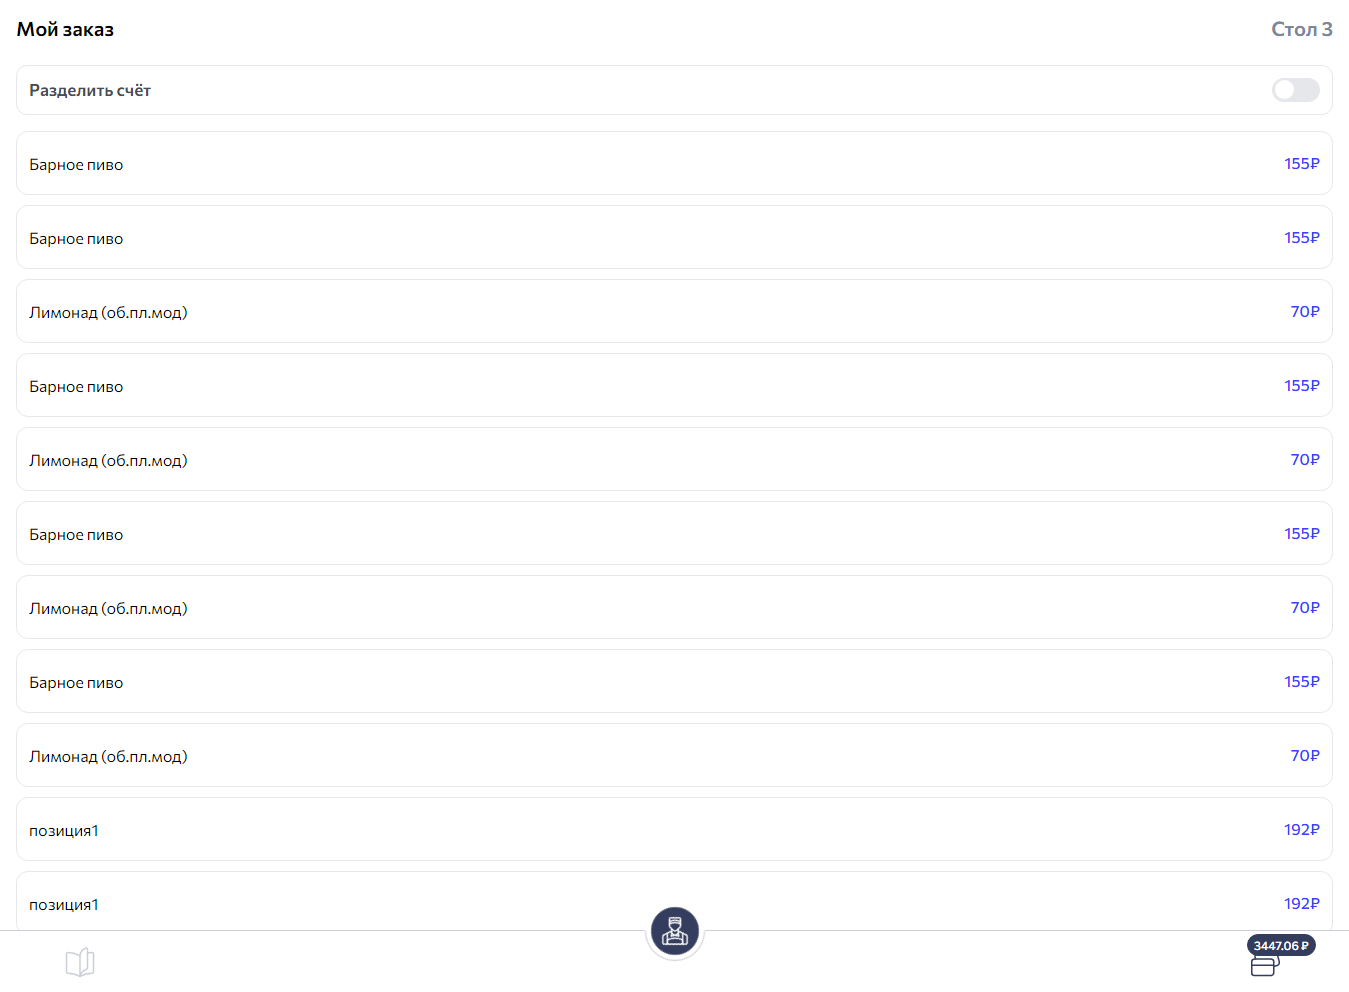 Мой заказ
Стол 3
Разделить счёт
Барное пиво 155₽
Барное пиво 155₽
Лимонад (об.пл.мод) 70₽
Барное пиво 155₽
Лимонад (об.пл.мод) 70₽
Барное пиво 155₽
Лимонад (об.пл.мод) 70₽
Барное пиво 155₽
Лимонад (об.пл.мод) 70₽
позиция1 192₽
позиция1 192₽
3447.06 ₽